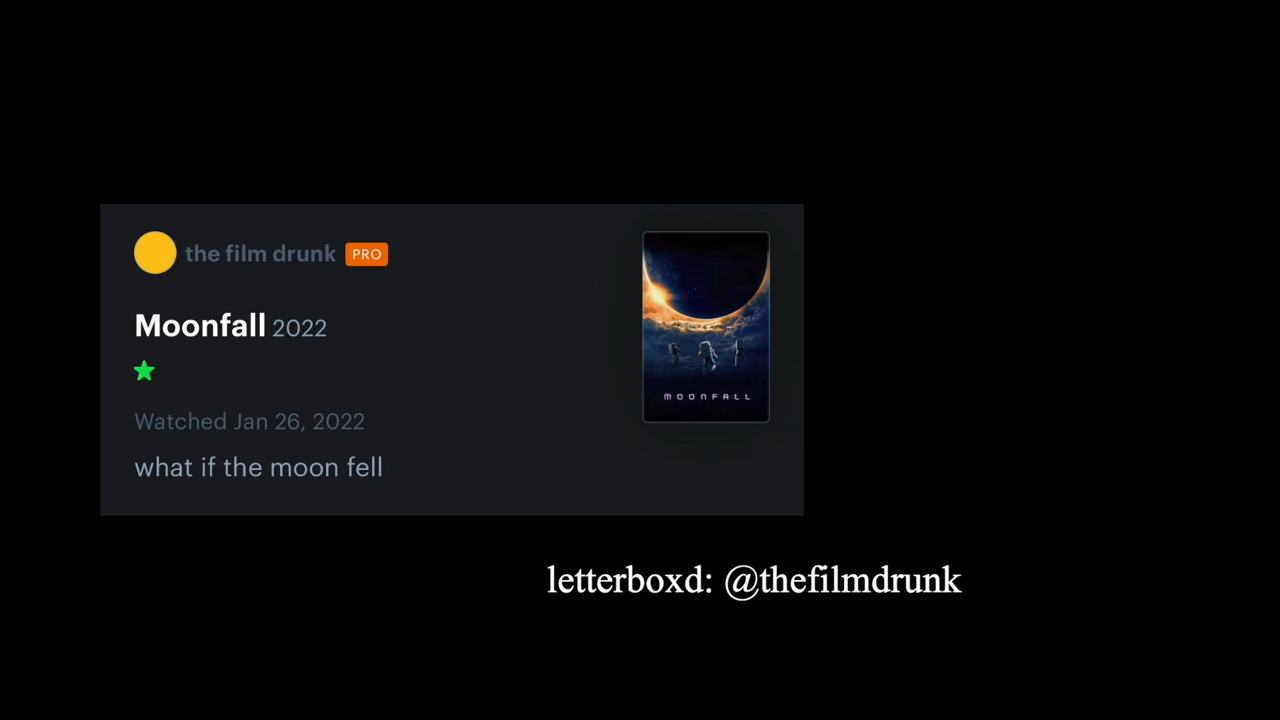 the film drunk PRO
Moonfall 2022
Watched Jan 26, 2022
what if the moon fell
MOONFALL
letterboxd: @thefilmdrunk